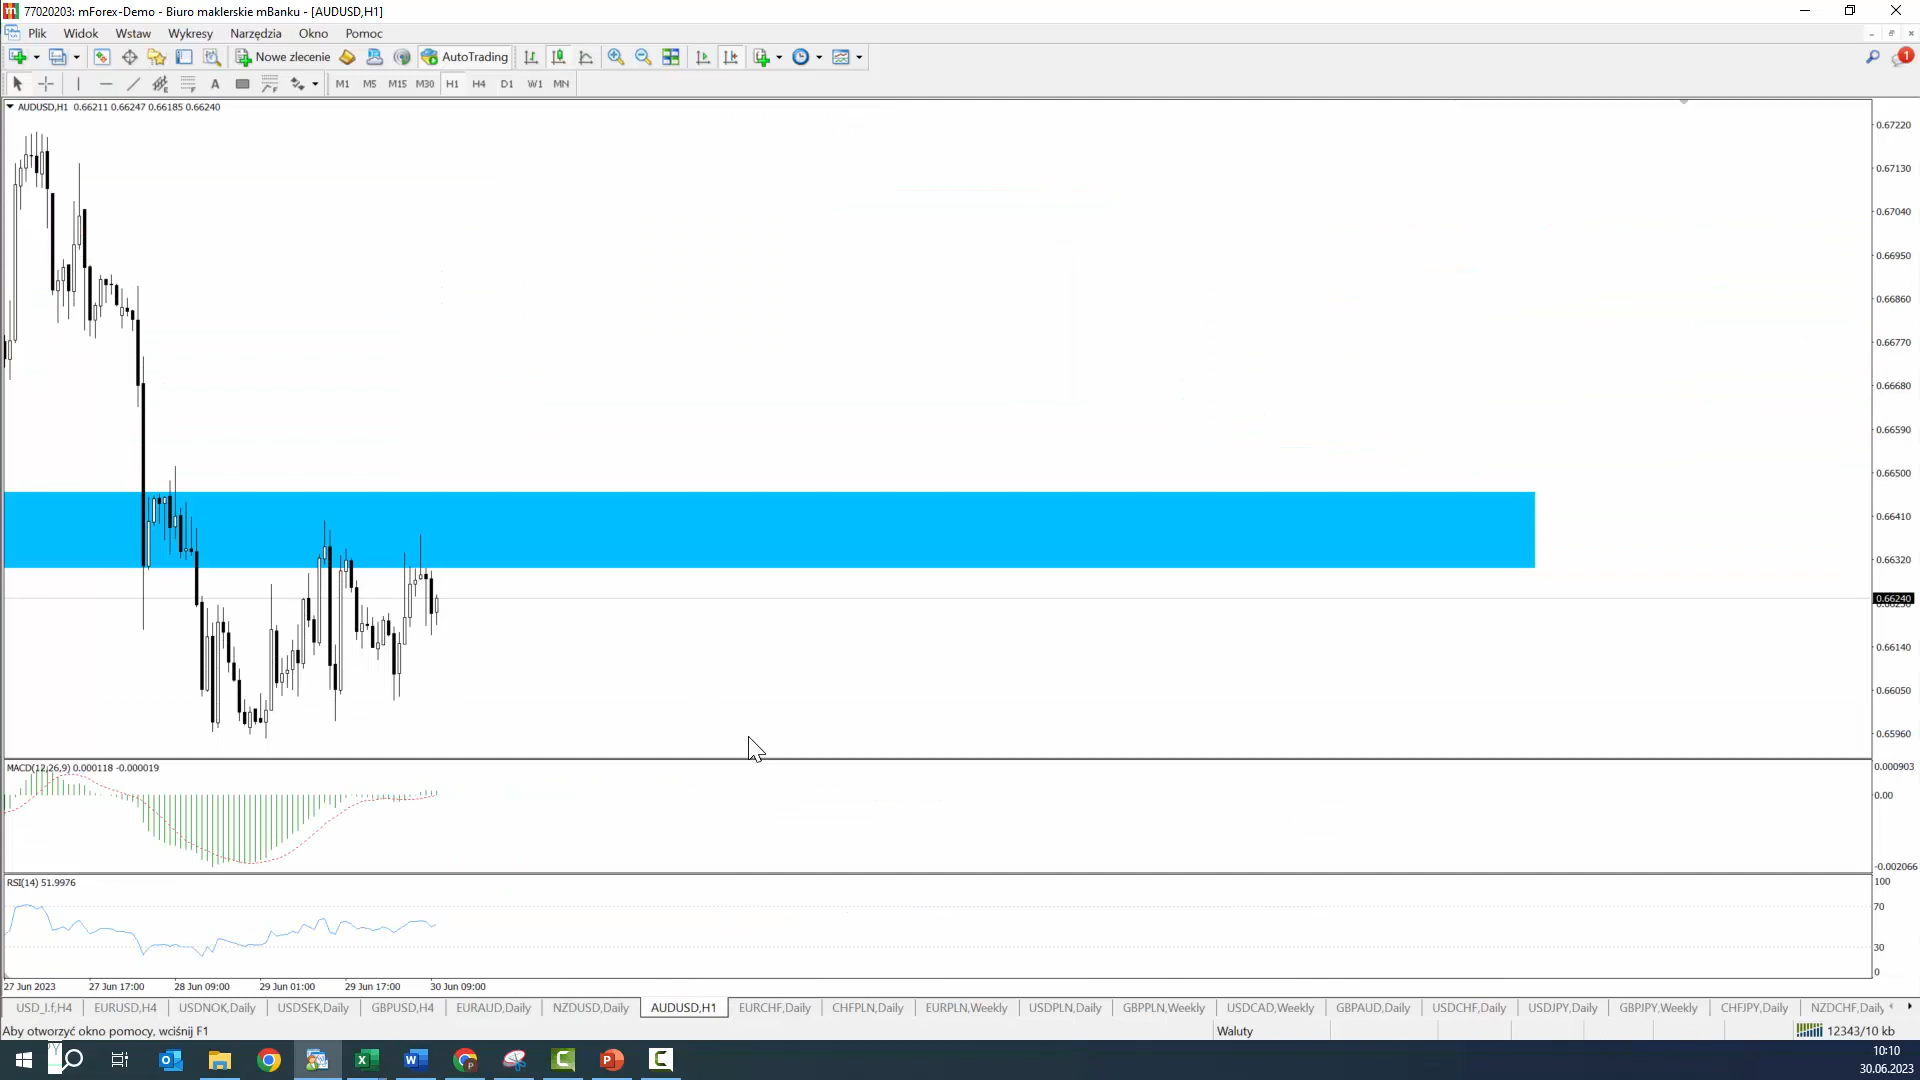 77020203: mForex-Demo - Biuro maklerskie mBanku - [AUDUSD,H1]
Plik Widok Wstaw Wykresy Narzędzia Okno Pomoc
Nowe zlecenie AutoTrading 1
A M1 M5 M15 M30 H1 H4 D1 W1 MN
AUDUSD,H1 0.66211 0.66247 0.66185 0.66240
0.67220
0.67130
0.67040
0.66950
0.66860
0.66770
0.66680
0.66590
0.66500
0.66410
0.66320
0.66240
0.66140
0.66050
0.65960
MACD(12,26,9) 0.000118 -0.000019
0.000903
0.00
-0.002066
RSI(14) 51.9976
100
70
30
0
27 Jun 2023 27 Jun 17:00 28 Jun 09:00 29 Jun 01:00 29 Jun 17:00 30 Jun 09:00
USD_I.f,H4 EURUSD,H4 USDNOK,Daily USDSEK,Daily GBPUSD,H4 EURAUD,Daily NZDUSD,Daily AUDUSD,H1 EURCHF,Daily CHFPLN,Daily EURPLN,Weekly USDPLN,Daily GBPPLN,Weekly USDCAD,Weekly GBPAUD,Daily USDCHF,Daily USDJPY,Daily GBPJPY,Weekly CHFJPY,Daily NZDCHF,Daily
Aby otworzyć okno pomocy, wciśnij F1 Waluty 12343/10 kb
10:10
30.06.2023